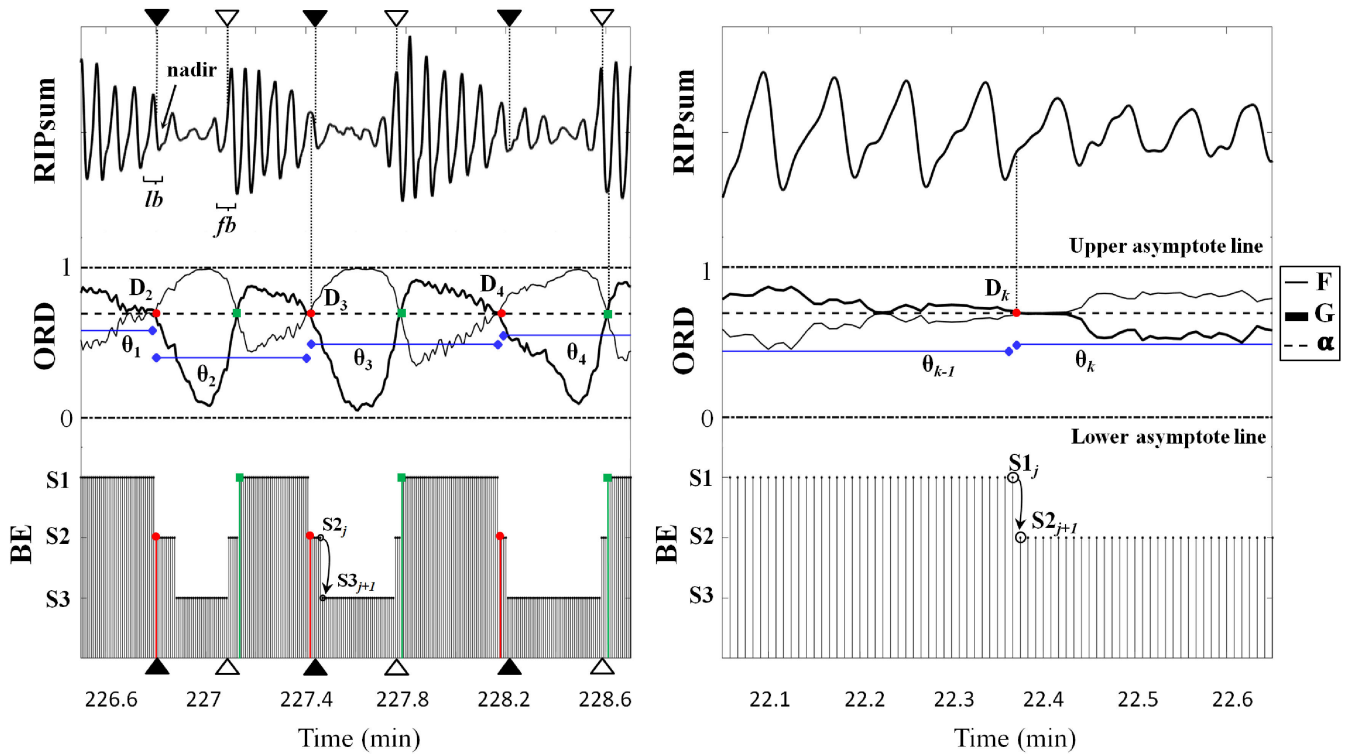 RIPsum
nadir
lb
fb
ORD
1
0
D2
D3
D4
θ1
θ2
θ3
θ4
BE
S1
S2
S3
S2j
S3j+1
226.6 227 227.4 227.8 228.2 228.6
Time (min)
RIPsum
Upper asymptote line
ORD
1
0
Dk
θk-1
θk
Lower asymptote line
BE
S1
S2
S3
S1j
S2j+1
22.1 22.2 22.3 22.4 22.5 22.6
Time (min)
F
G
α